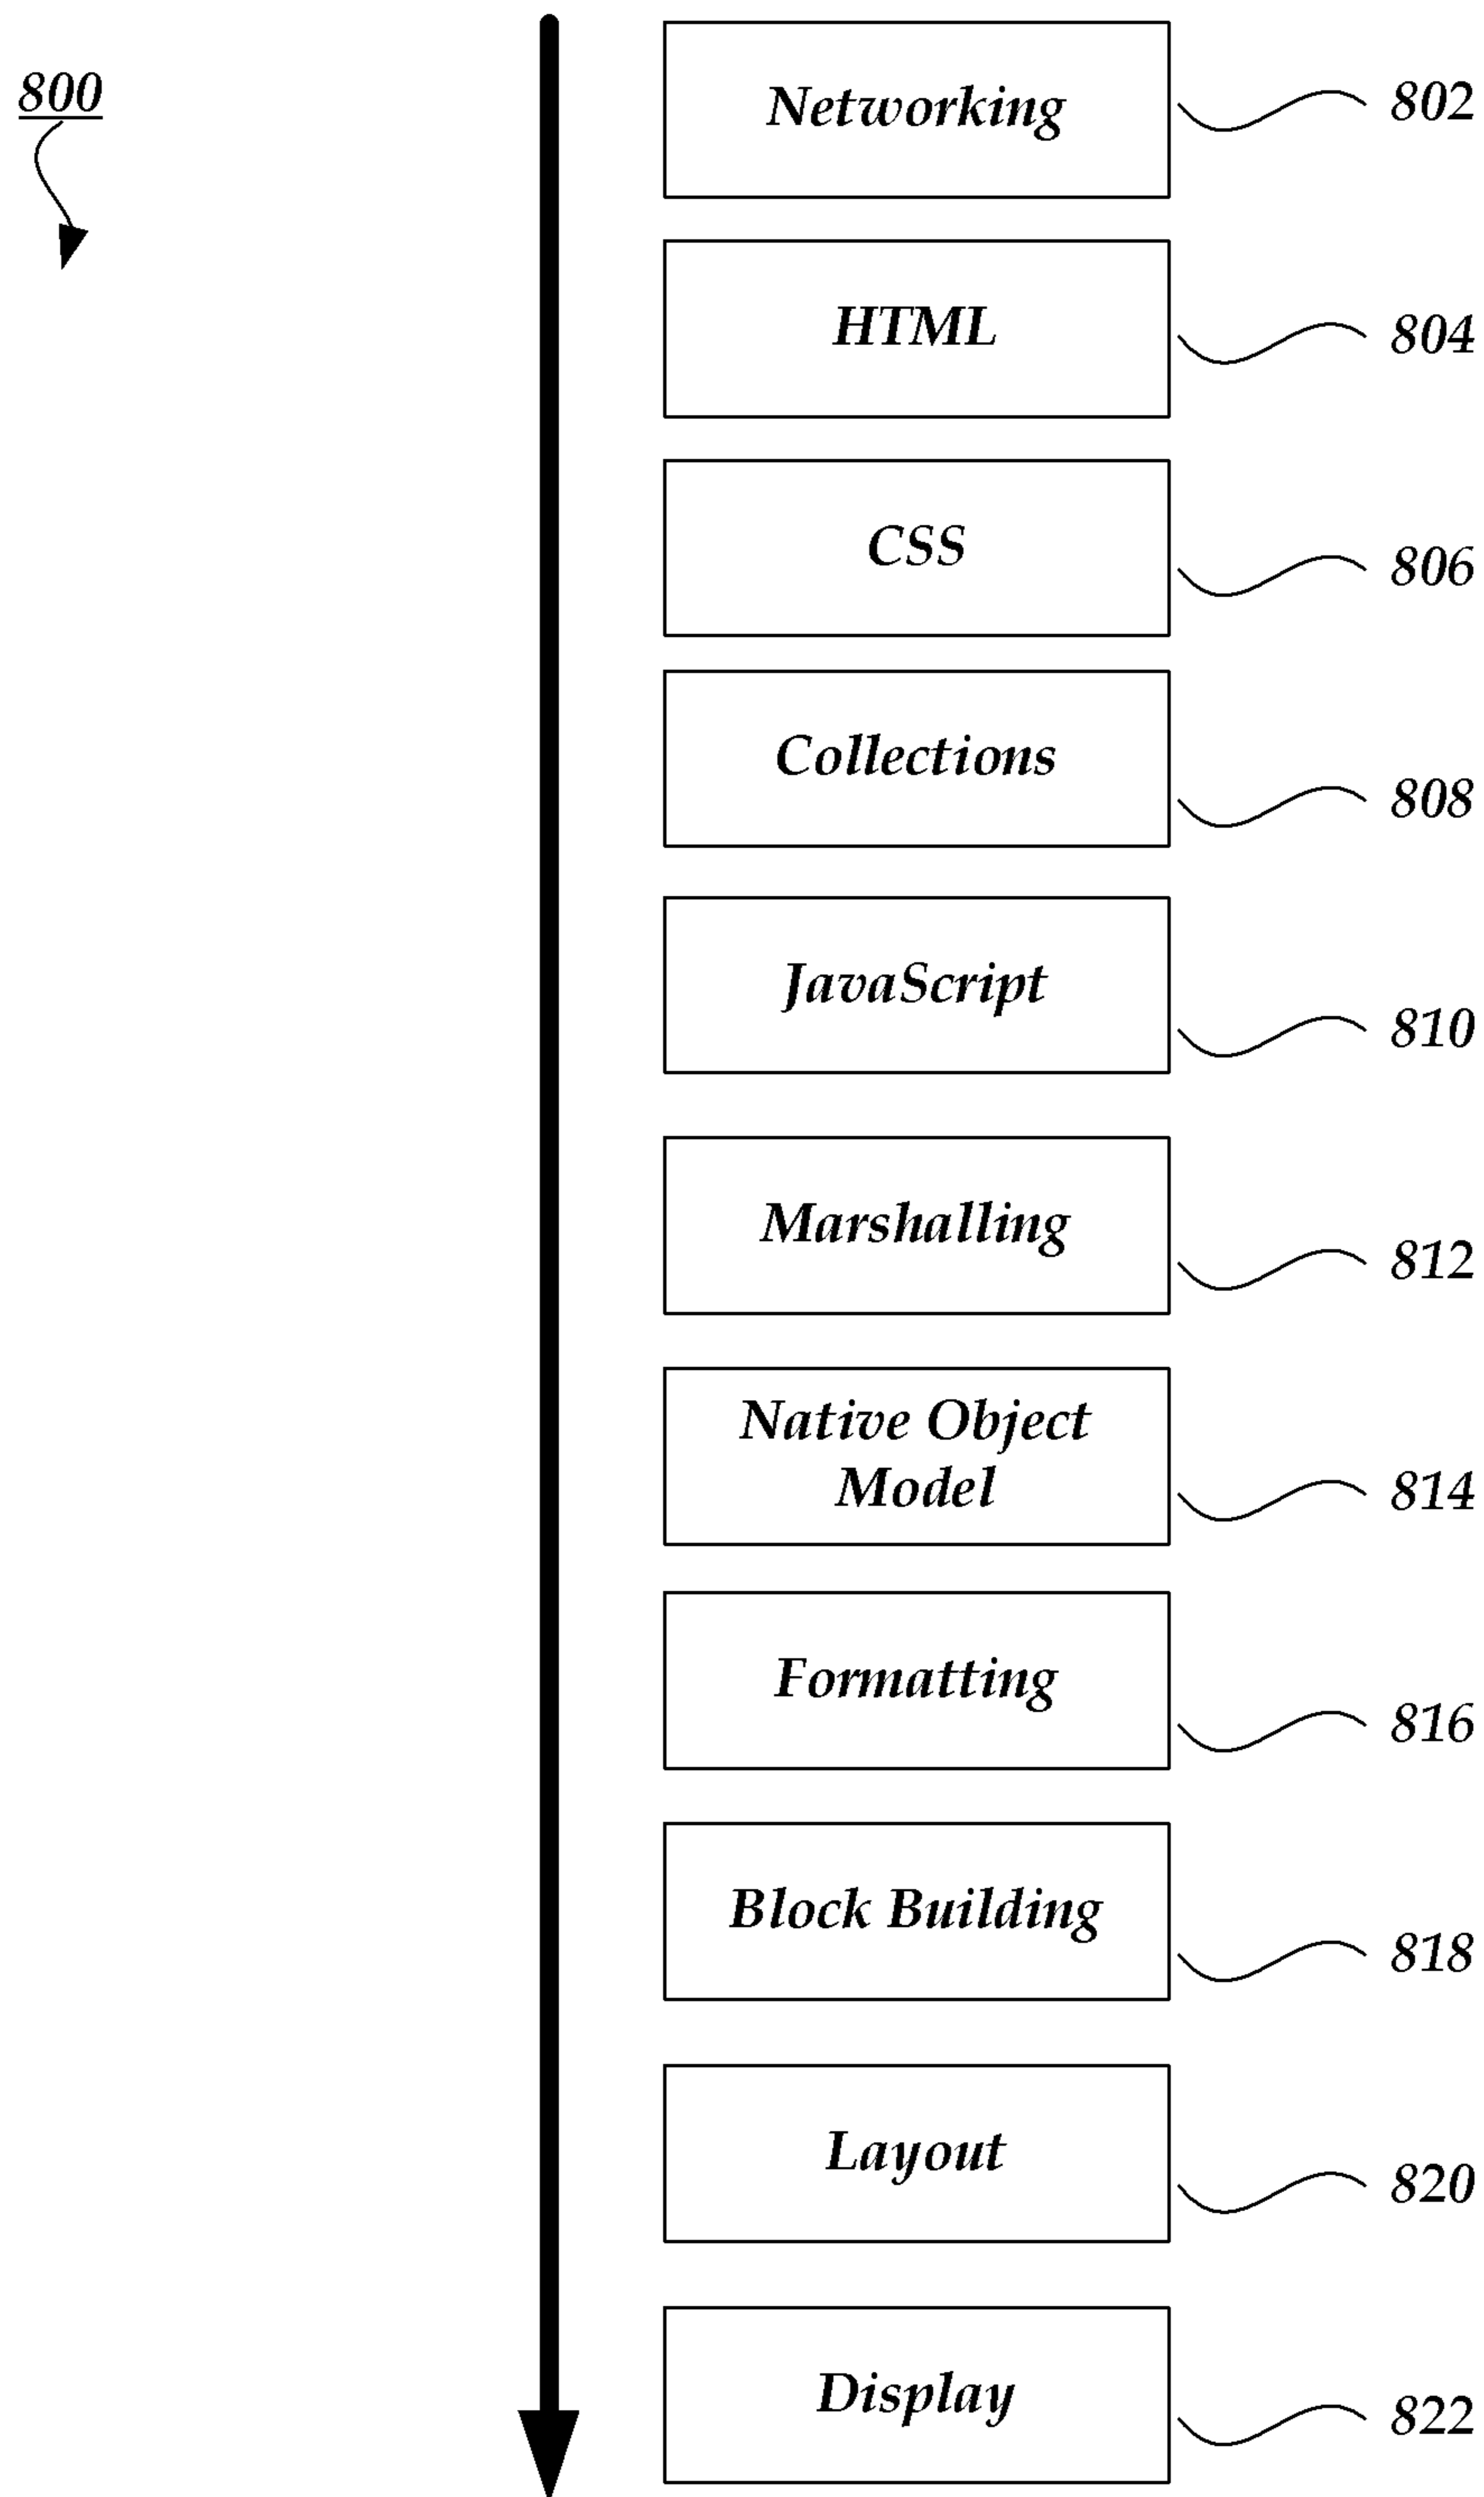 800
Networking
802
HTML
804
CSS
806
Collections
808
JavaScript
810
Marshalling
812
Native Object
Model
814
Formatting
816
Block Building
818
Layout
820
Display
822